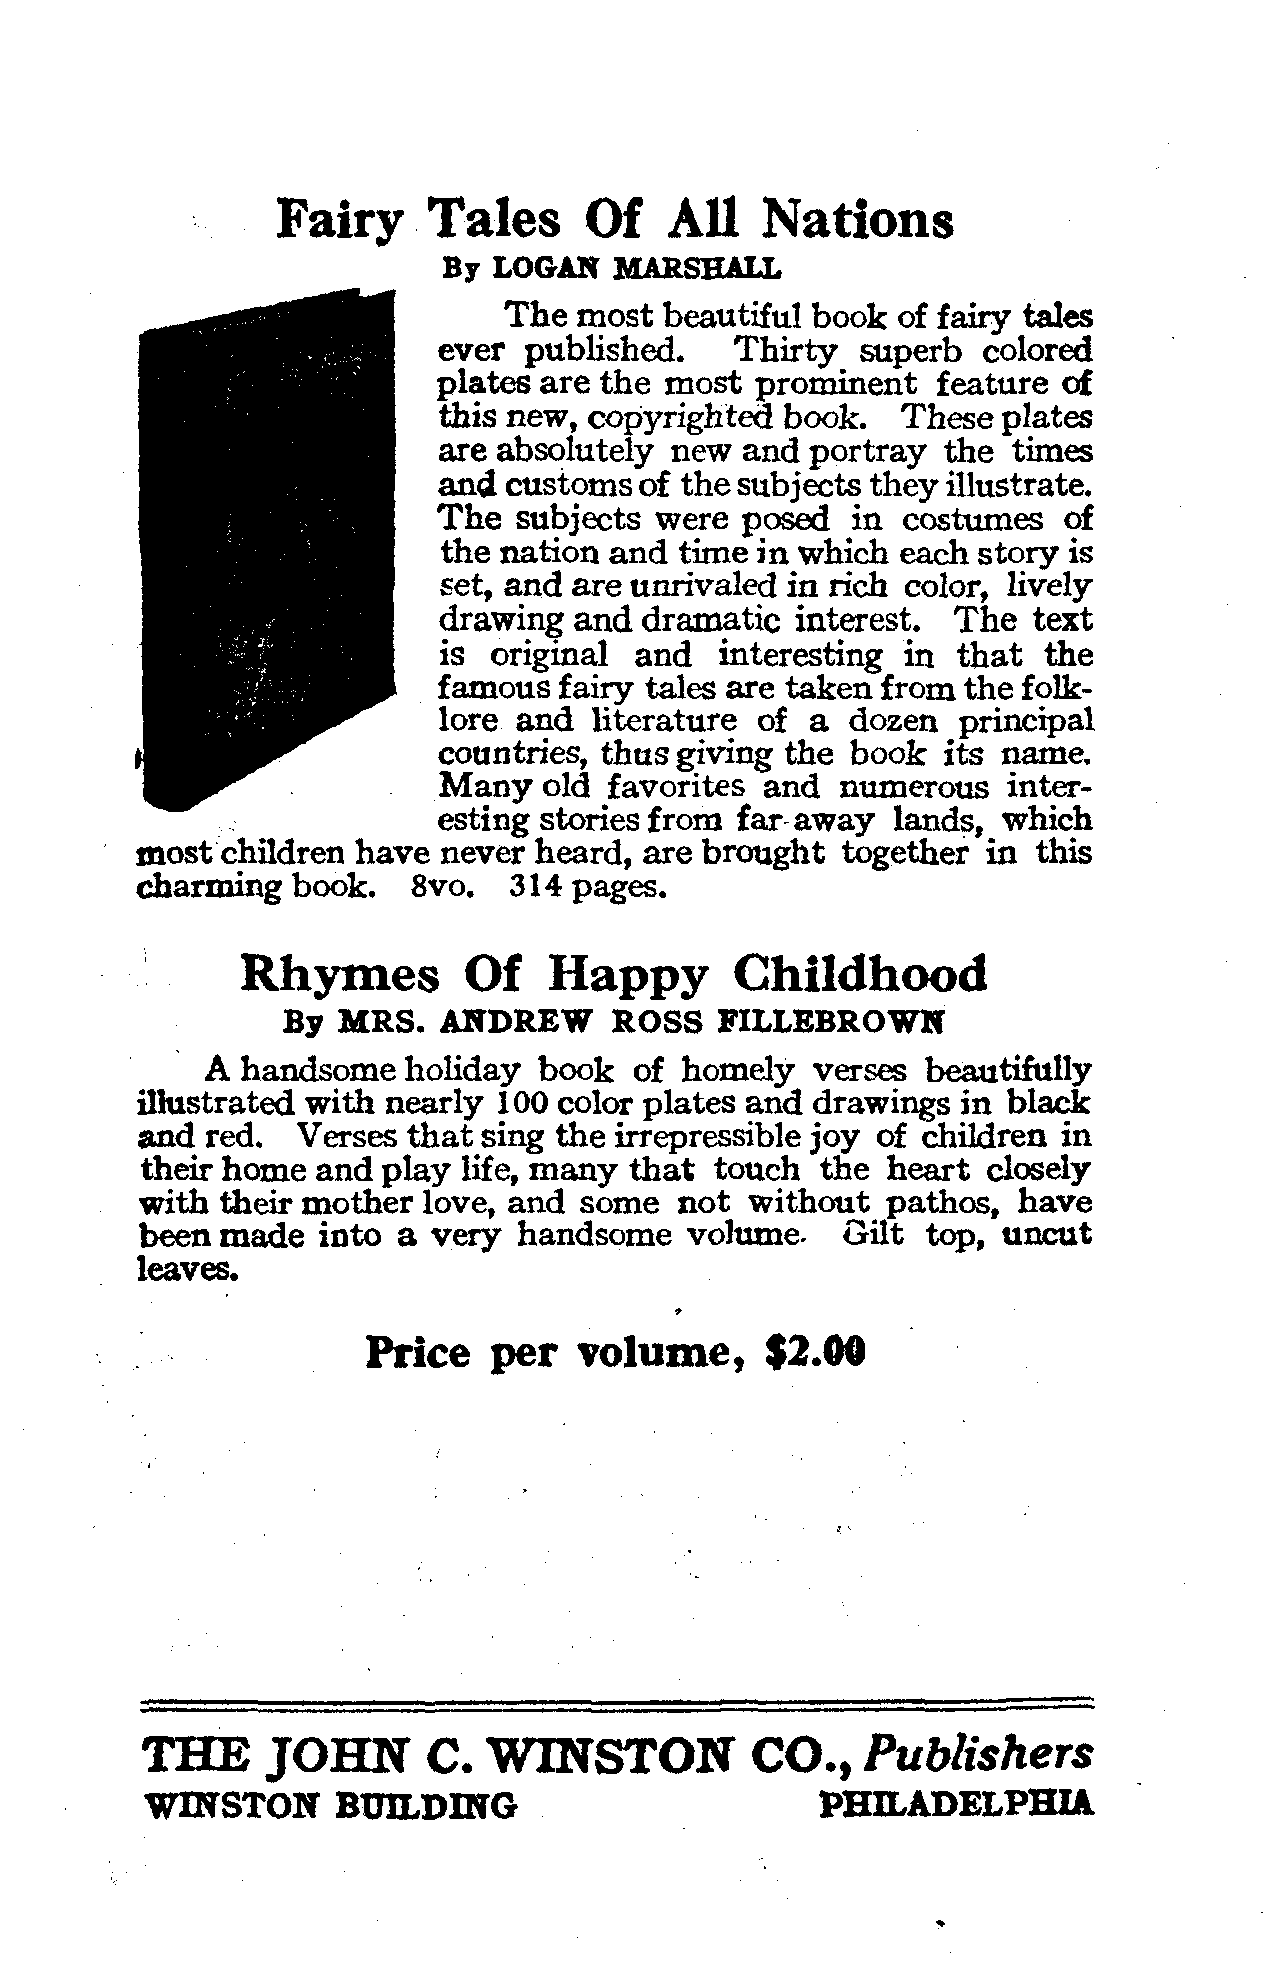 Fairy Tales Of All Nations
By LOGAN MARSHALL
The most beautiful book of fairy tales
ever published. Thirty superb colored
plates are the most prominent feature of
this new, copyrighted book. These plates
are absolutely new and portray the times
and customs of the subjects they illustrate.
The subjects were posed in costumes of
the nation and time in which each story is
set, and are unrivaled in rich color, lively
drawing and dramatic interest. The text
is original and interesting in that the
famous fairy tales are taken from the folk-
lore and literature of a dozen principal
countries, thus giving the book its name.
Many old favorites and numerous inter-
esting stories from far-away lands, which
most children have never heard, are brought together in this
charming book. 8vo. 314 pages.
Rhymes Of Happy Childhood
By MRS. ANDREW ROSS FILLEBROWN
A handsome holiday book of homely verses beautifully
illustrated with nearly 100 color plates and drawings in black
and red. Verses that sing the irrepressible joy of children in
their home and play life, many that touch the heart closely
with their mother love, and some not without pathos, have
been made into a very handsome volume. Gilt top, uncut
leaves.
Price per volume, $2.00
THE JOHN C. WINSTON CO., Publishers
WINSTON BUILDING PHILADELPHIA